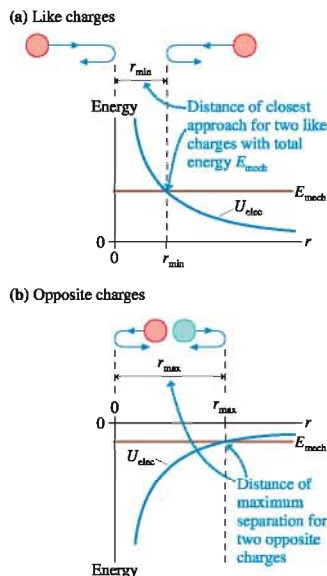 (a) Like charges
r_min
Energy
Distance of closest
approach for two like
charges with total
energy E_mech
E_mech
U_elec
0
r
0
r_min
(b) Opposite charges
r_max
0
r_max
0
r
E_mech
U_elec
Distance of
maximum
separation for
two opposite
charges
Energy